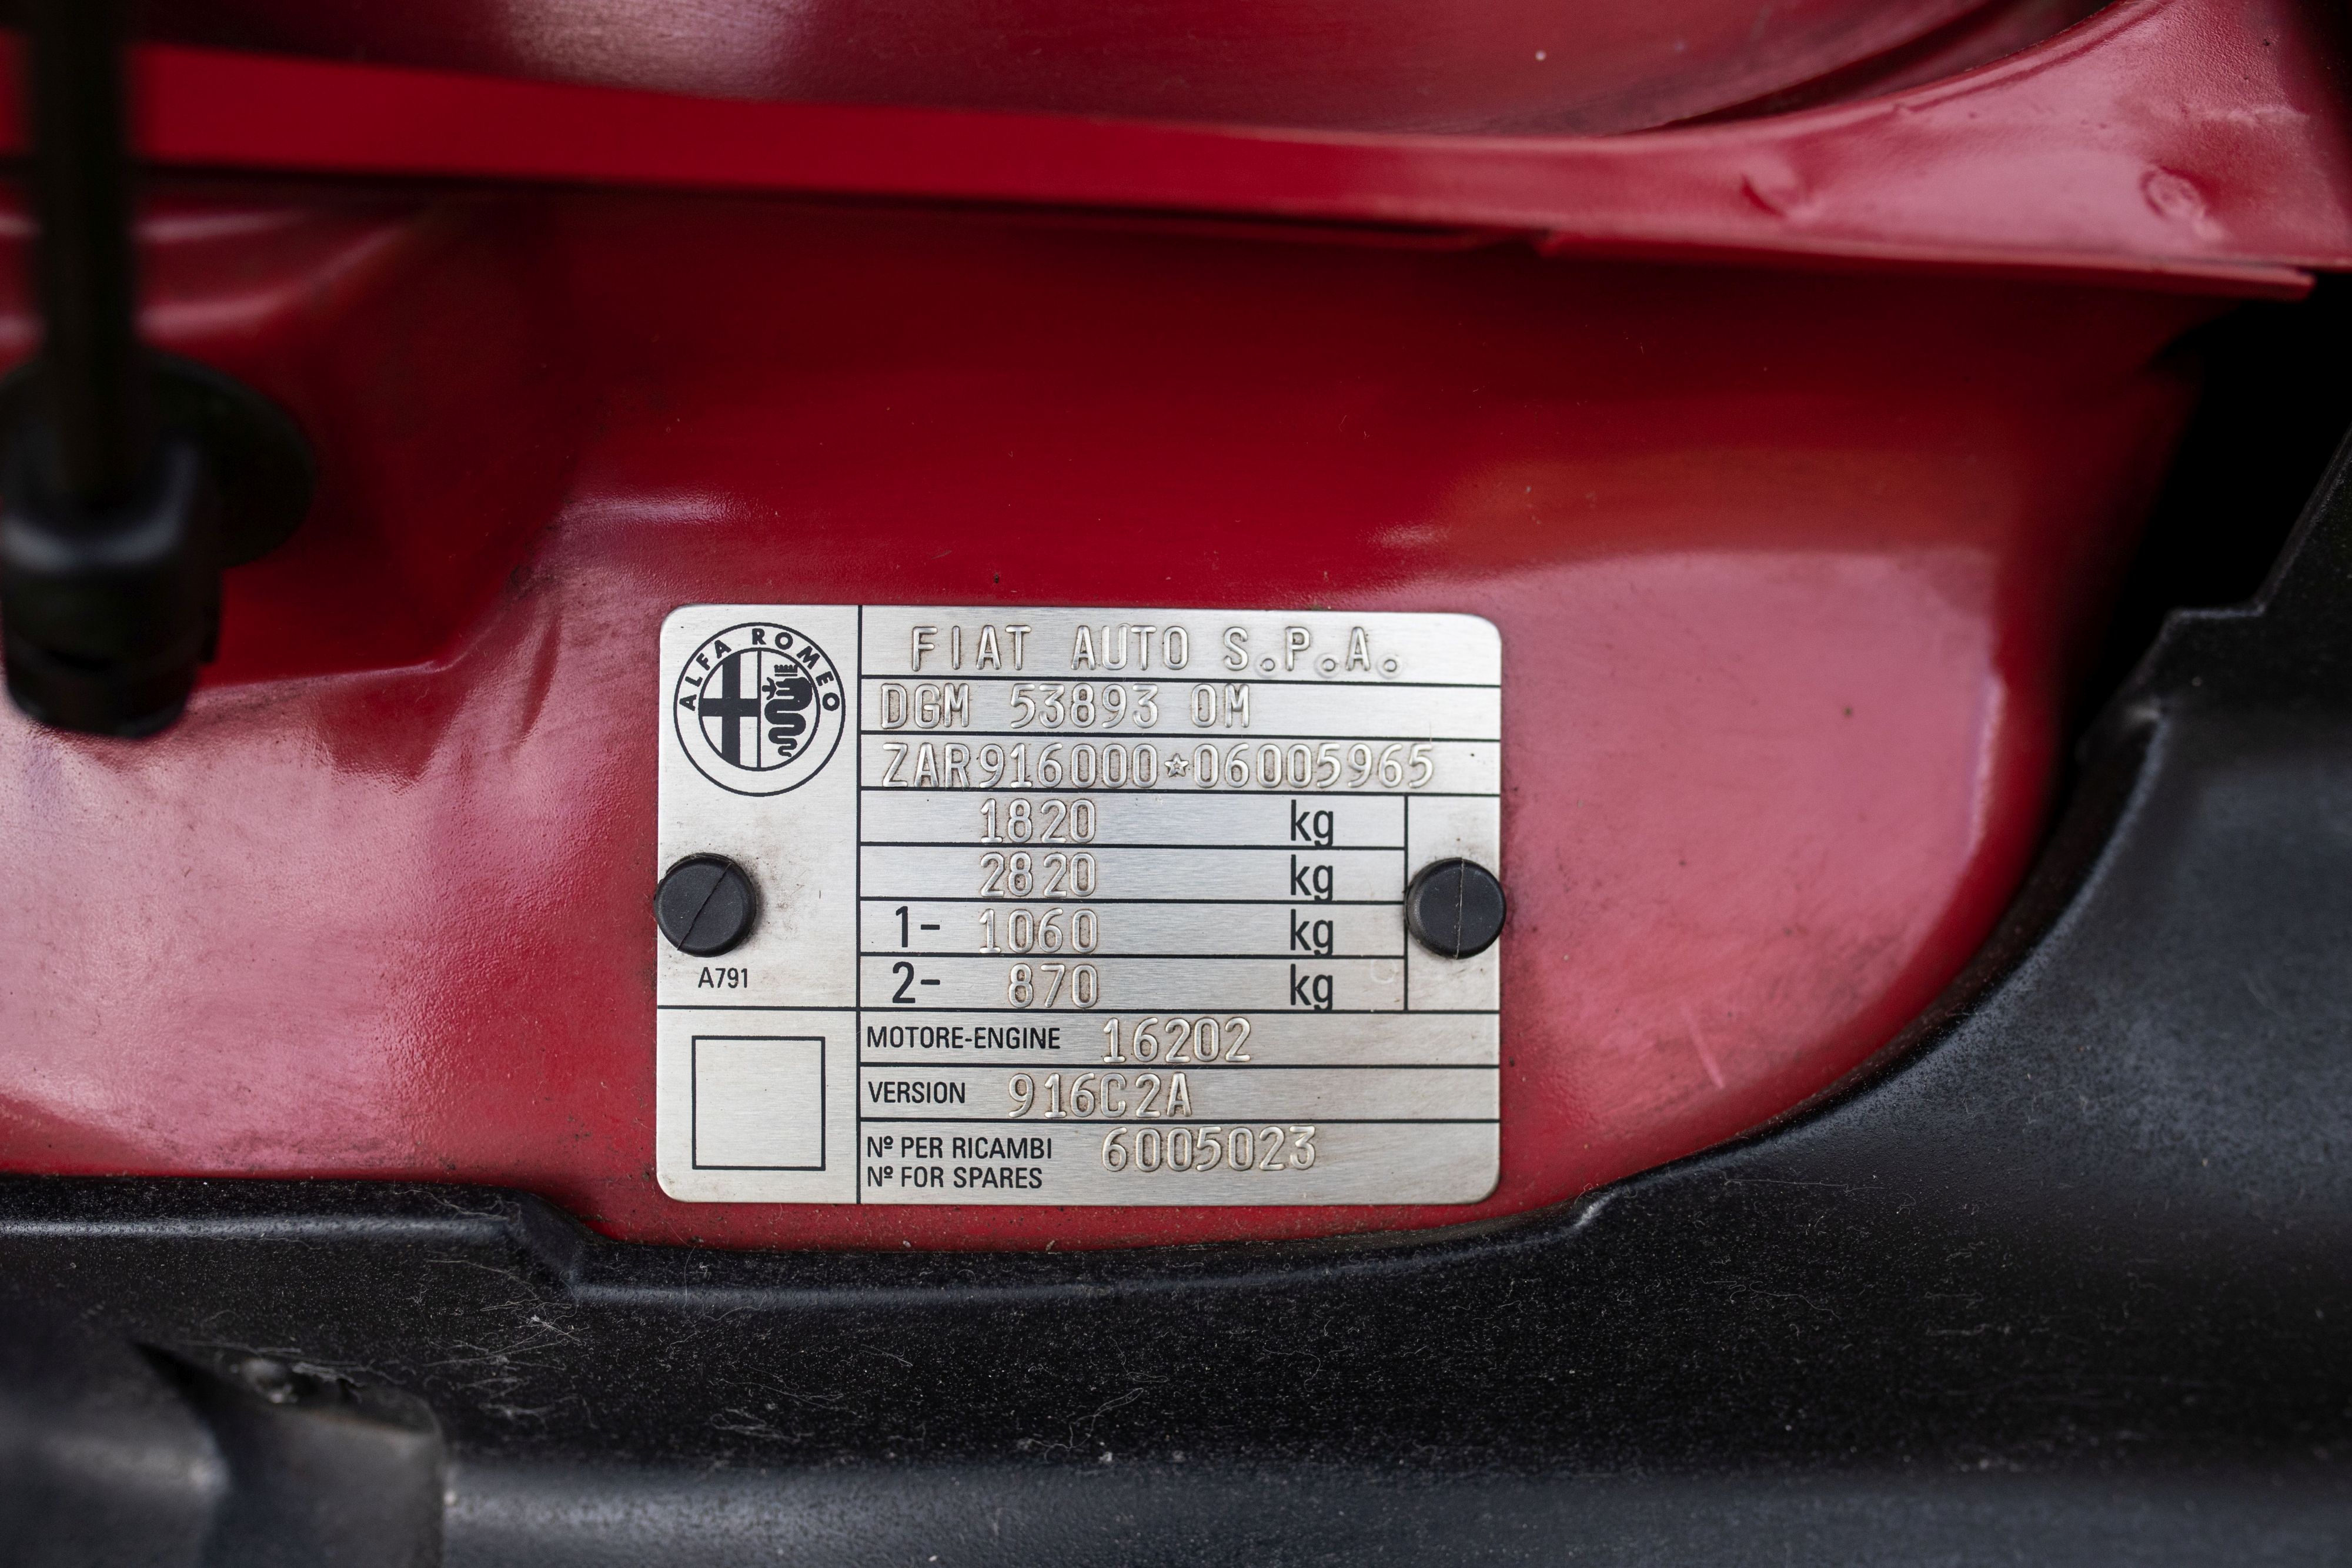 ALFA ROMEO
FIAT AUTO S.P.A.
DGM 53893 OM
ZAR916000☆06005965
1820 kg
2820 kg
1- 1060 kg
2- 870 kg
A791
MOTORE-ENGINE 16202
VERSION 916C2A
Nº PER RICAMBI 6005023
Nº FOR SPARES